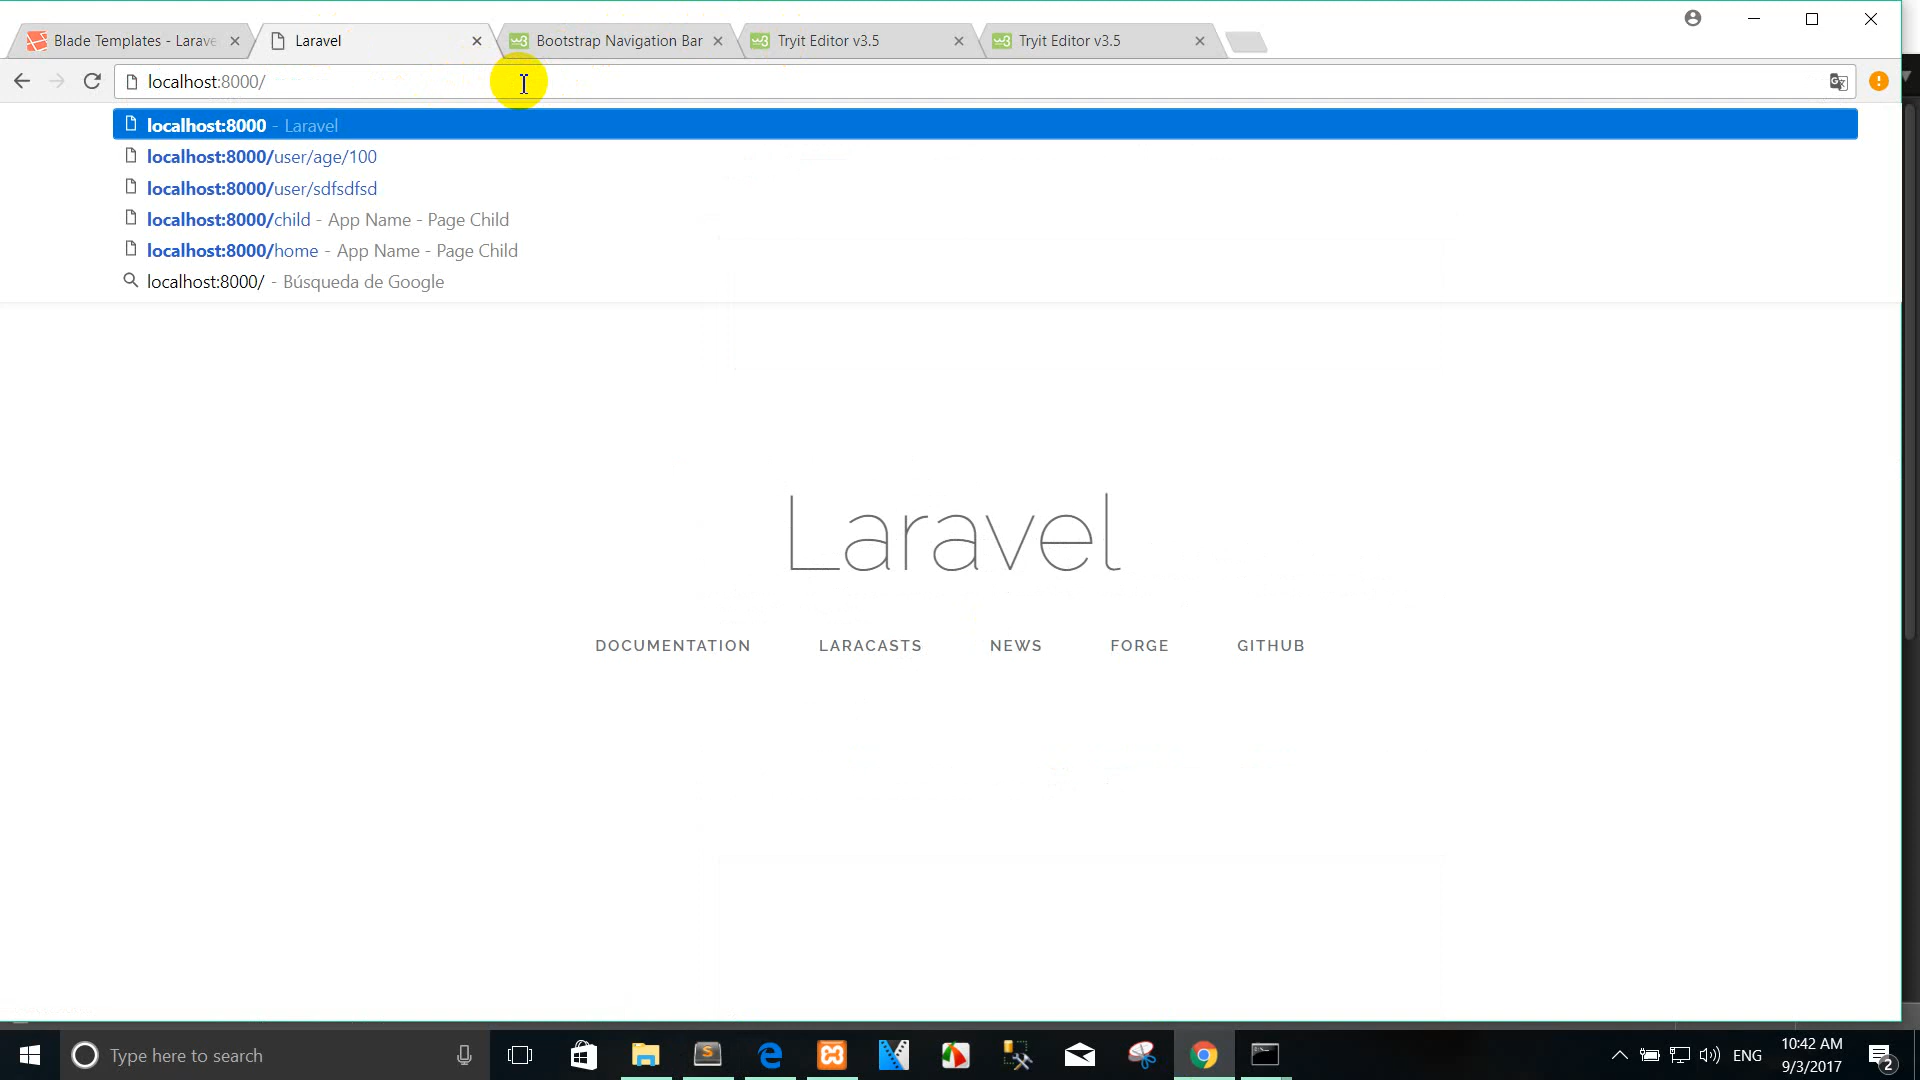 Blade Templates - Larave
Laravel
Bootstrap Navigation Bar
Tryit Editor v3.5
Tryit Editor v3.5
localhost:8000/
localhost:8000 - Laravel
localhost:8000/user/age/100
localhost:8000/user/sdfsdfsd
localhost:8000/child - App Name - Page Child
localhost:8000/home - App Name - Page Child
localhost:8000/ - Búsqueda de Google
Laravel
DOCUMENTATION LARACASTS NEWS FORGE GITHUB
Type here to search
ENG
10:42 AM
9/3/2017
2